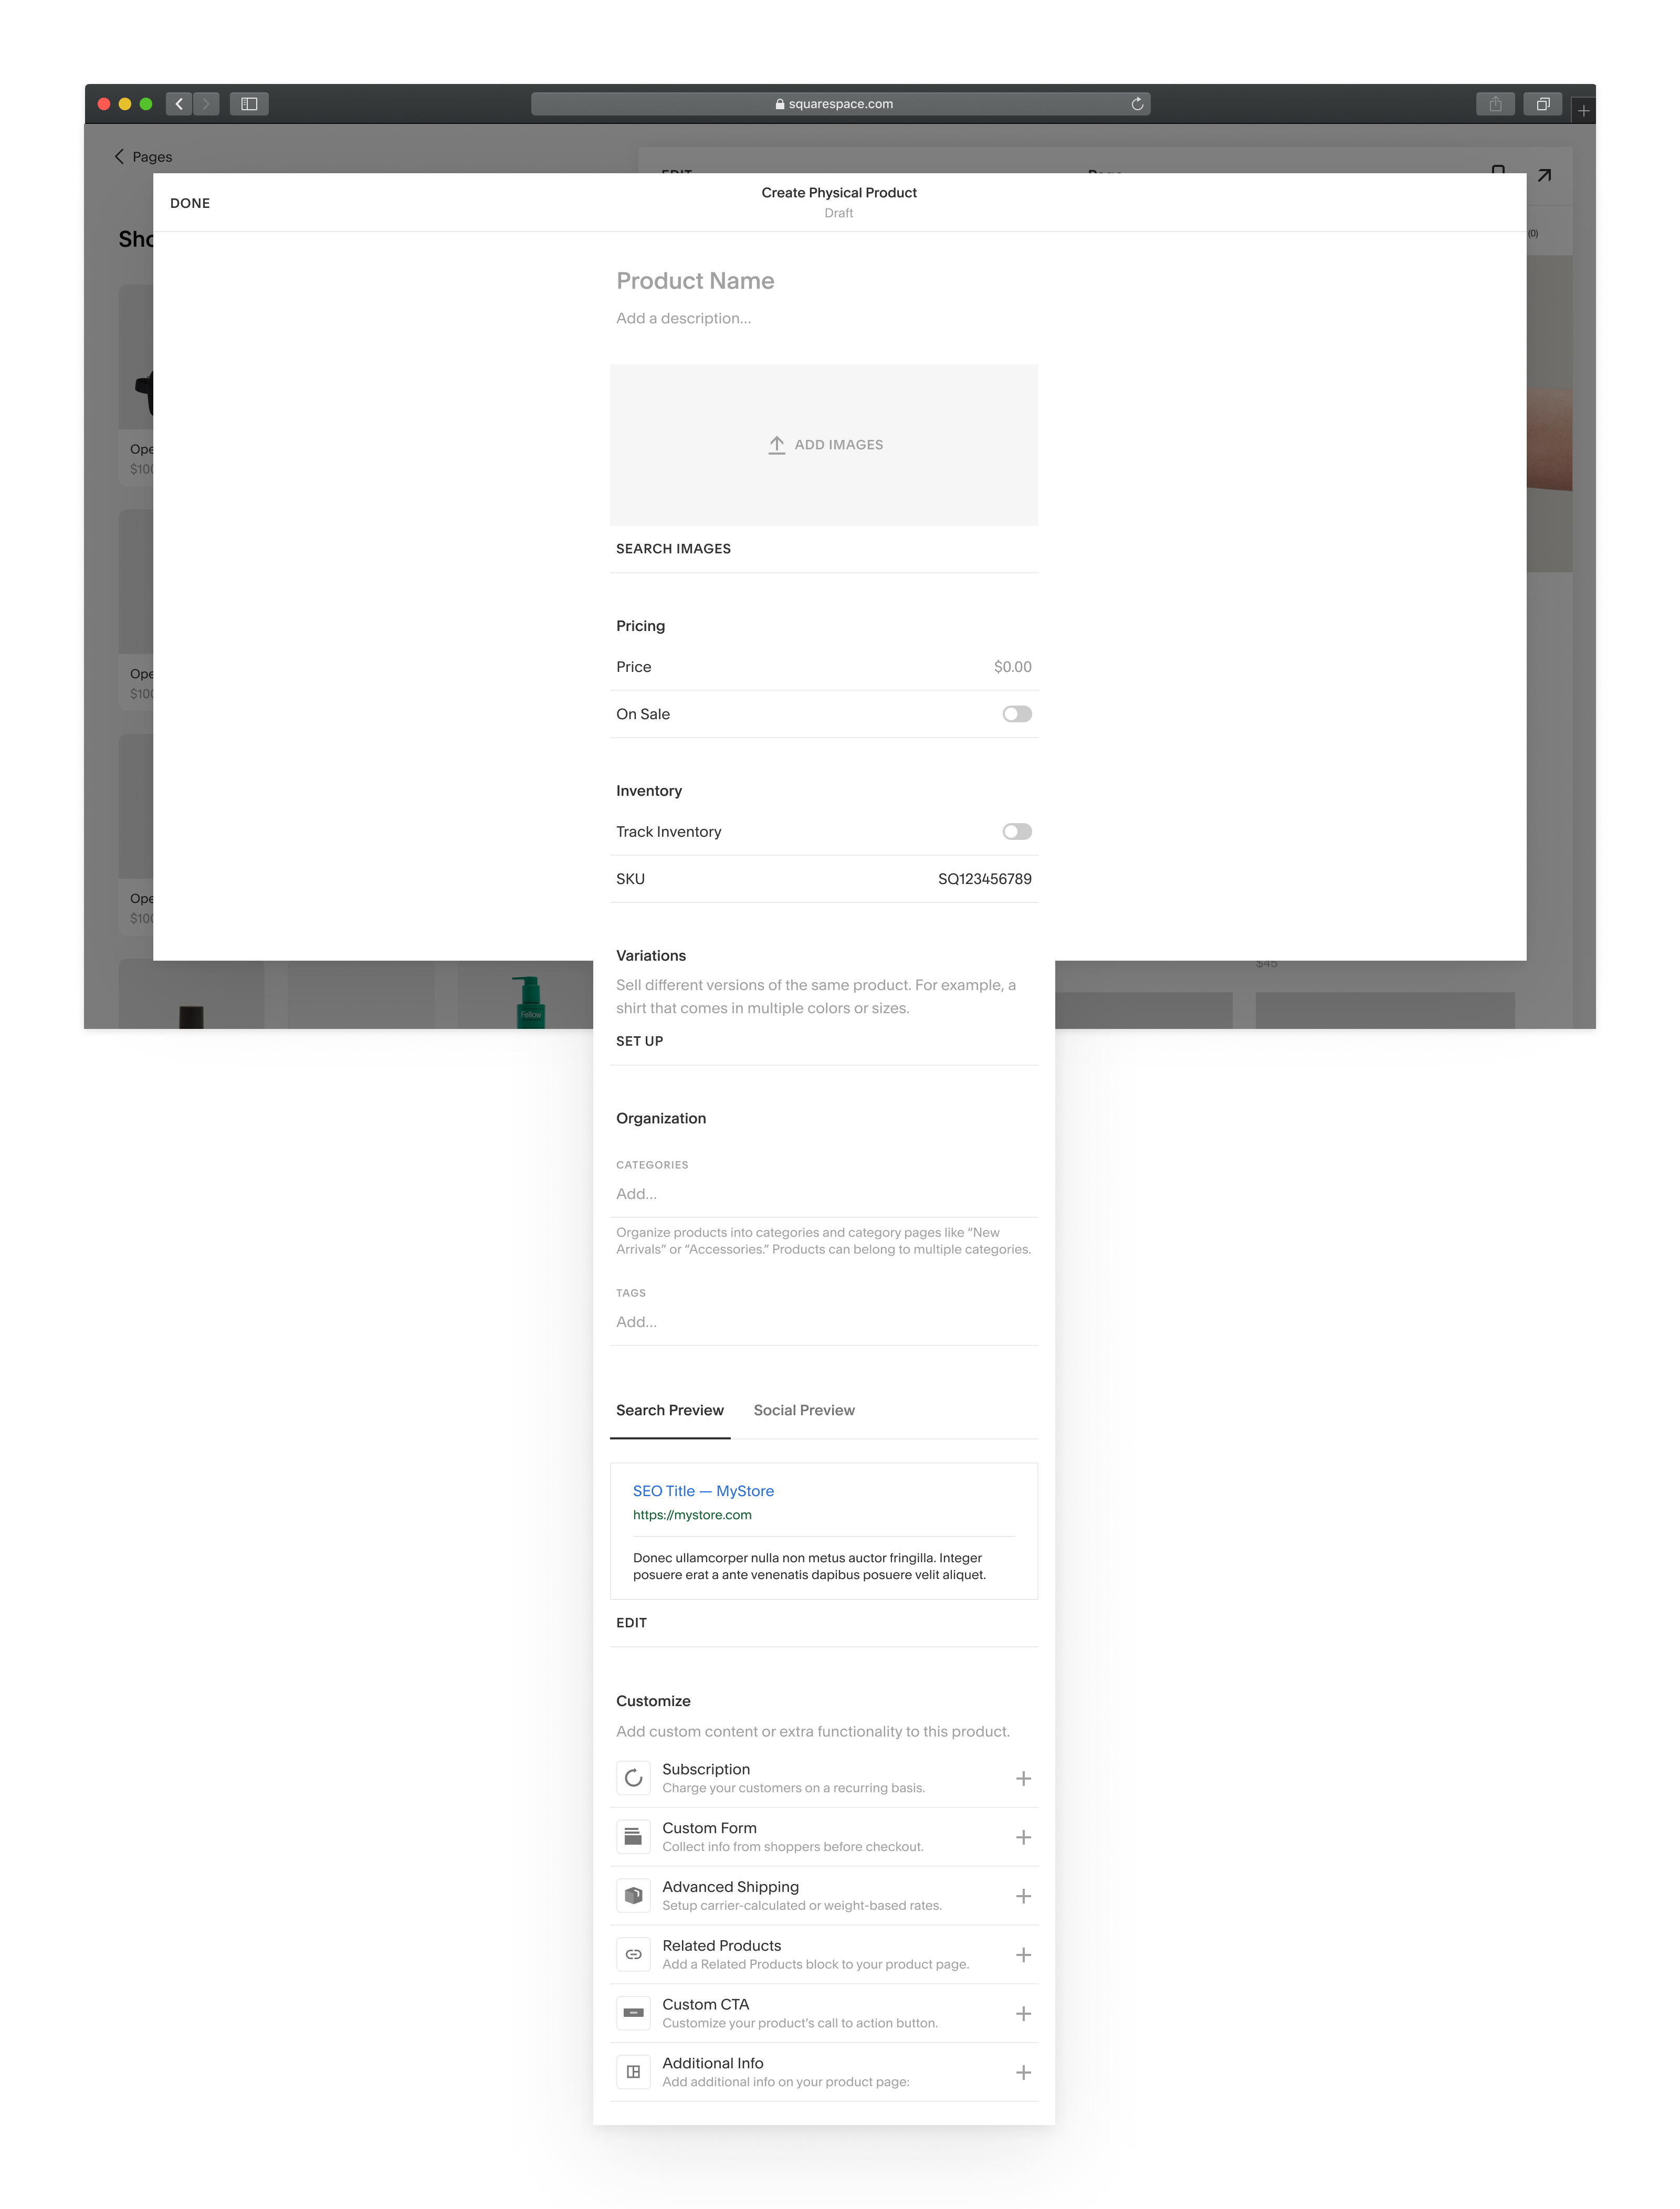 squarespace.com
Pages
DONE
Create Physical Product
Draft
(0)
Product Name
Add a description...
ADD IMAGES
SEARCH IMAGES
Pricing
Price
$0.00
On Sale
Inventory
Track Inventory
SKU
SQ123456789
Variations
$45
Sell different versions of the same product. For example, a
shirt that comes in multiple colors or sizes.
Fellow
SET UP
Organization
CATEGORIES
Add...
Organize products into categories and category pages like “New
Arrivals” or “Accessories.” Products can belong to multiple categories.
TAGS
Add...
Search Preview
Social Preview
SEO Title — MyStore
https://mystore.com
Donec ullamcorper nulla non metus auctor fringilla. Integer
posuere erat a ante venenatis dapibus posuere velit aliquet.
EDIT
Customize
Add custom content or extra functionality to this product.
Subscription
Charge your customers on a recurring basis.
Custom Form
Collect info from shoppers before checkout.
Advanced Shipping
Setup carrier-calculated or weight-based rates.
Related Products
Add a Related Products block to your product page.
Custom CTA
Customize your product’s call to action button.
Additional Info
Add additional info on your product page: